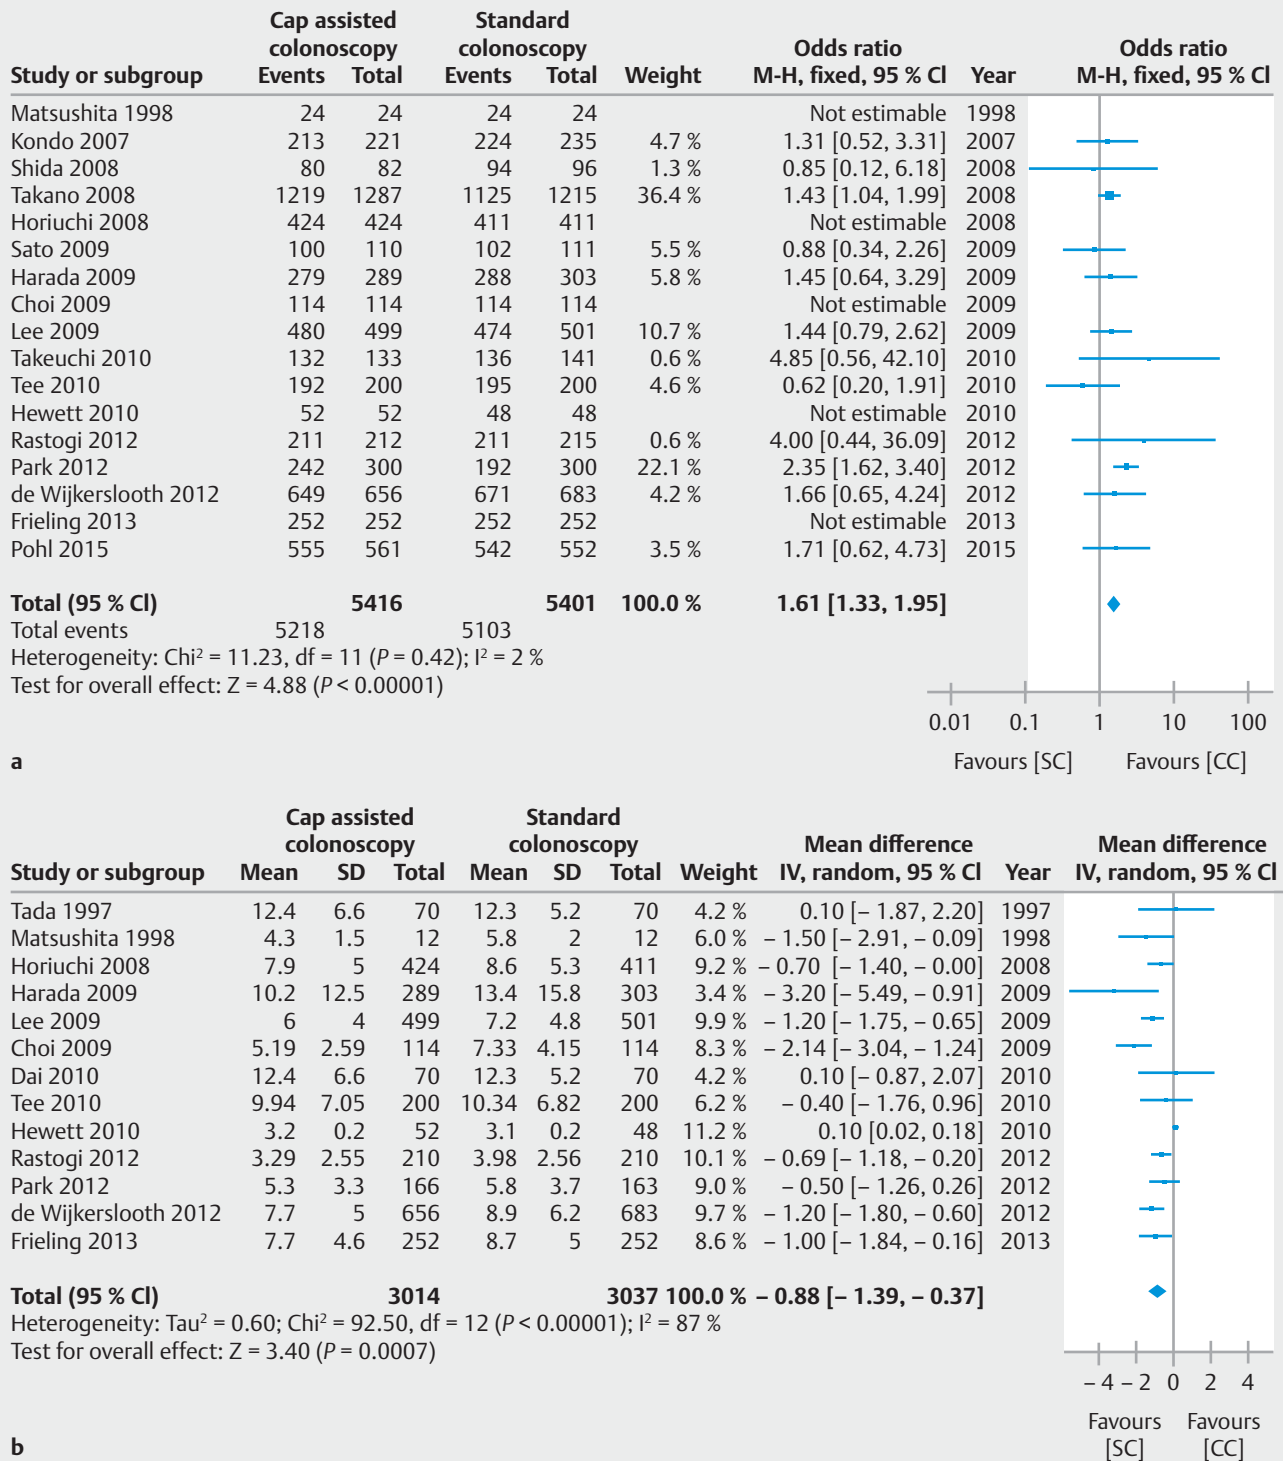 Cap assisted Standard
colonoscopy colonoscopy Odds ratio Odds ratio
Study or subgroup Events Total Events Total Weight M-H, fixed, 95 % CI Year M-H, fixed, 95 % CI
Matsushita 1998 24 24 24 24 Not estimable 1998
Kondo 2007 213 221 224 235 4.7 % 1.31 [0.52, 3.31] 2007
Shida 2008 80 82 94 96 1.3 % 0.85 [0.12, 6.18] 2008
Takano 2008 1219 1287 1125 1215 36.4 % 1.43 [1.04, 1.99] 2008
Horiuchi 2008 424 424 411 411 Not estimable 2008
Sato 2009 100 110 102 111 5.5 % 0.88 [0.34, 2.26] 2009
Harada 2009 279 289 288 303 5.8 % 1.45 [0.64, 3.29] 2009
Choi 2009 114 114 114 114 Not estimable 2009
Lee 2009 480 499 474 501 10.7 % 1.44 [0.79, 2.62] 2009
Takeuchi 2010 132 133 136 141 0.6 % 4.85 [0.56, 42.10] 2010
Tee 2010 192 200 195 200 4.6 % 0.62 [0.20, 1.91] 2010
Hewett 2010 52 52 48 48 Not estimable 2010
Rastogi 2012 211 212 211 215 0.6 % 4.00 [0.44, 36.09] 2012
Park 2012 242 300 192 300 22.1 % 2.35 [1.62, 3.40] 2012
de Wijkerslooth 2012 649 656 671 683 4.2 % 1.66 [0.65, 4.24] 2012
Frieling 2013 252 252 252 252 Not estimable 2013
Pohl 2015 555 561 542 552 3.5 % 1.71 [0.62, 4.73] 2015
Total (95 % CI) 5416 5401 100.0 % 1.61 [1.33, 1.95]
Total events 5218 5103
Heterogeneity: Chi² = 11.23, df = 11 (P = 0.42); I² = 2 %
Test for overall effect: Z = 4.88 (P < 0.00001)
0.01 0.1 1 10 100
a Favours [SC] Favours [CC]
Cap assisted Standard
colonoscopy colonoscopy Mean difference Mean difference
Study or subgroup Mean SD Total Mean SD Total Weight IV, random, 95 % CI Year IV, random, 95 % CI
Tada 1997 12.4 6.6 70 12.3 5.2 70 4.2 % 0.10 [– 1.87, 2.20] 1997
Matsushita 1998 4.3 1.5 12 5.8 2 12 6.0 % – 1.50 [– 2.91, – 0.09] 1998
Horiuchi 2008 7.9 5 424 8.6 5.3 411 9.2 % – 0.70 [– 1.40, – 0.00] 2008
Harada 2009 10.2 12.5 289 13.4 15.8 303 3.4 % – 3.20 [– 5.49, – 0.91] 2009
Lee 2009 6 4 499 7.2 4.8 501 9.9 % – 1.20 [– 1.75, – 0.65] 2009
Choi 2009 5.19 2.59 114 7.33 4.15 114 8.3 % – 2.14 [– 3.04, – 1.24] 2009
Dai 2010 12.4 6.6 70 12.3 5.2 70 4.2 % 0.10 [– 0.87, 2.07] 2010
Tee 2010 9.94 7.05 200 10.34 6.82 200 6.2 % – 0.40 [– 1.76, 0.96] 2010
Hewett 2010 3.2 0.2 52 3.1 0.2 48 11.2 % 0.10 [0.02, 0.18] 2010
Rastogi 2012 3.29 2.55 210 3.98 2.56 210 10.1 % – 0.69 [– 1.18, – 0.20] 2012
Park 2012 5.3 3.3 166 5.8 3.7 163 9.0 % – 0.50 [– 1.26, 0.26] 2012
de Wijkerslooth 2012 7.7 5 656 8.9 6.2 683 9.7 % – 1.20 [– 1.80, – 0.60] 2012
Frieling 2013 7.7 4.6 252 8.7 5 252 8.6 % – 1.00 [– 1.84, – 0.16] 2013
Total (95 % CI) 3014 3037 100.0 % – 0.88 [– 1.39, – 0.37]
Heterogeneity: Tau² = 0.60; Chi² = 92.50, df = 12 (P < 0.00001); I² = 87 %
Test for overall effect: Z = 3.40 (P = 0.0007)
– 4 – 2 0 2 4
Favours Favours
b [SC] [CC]